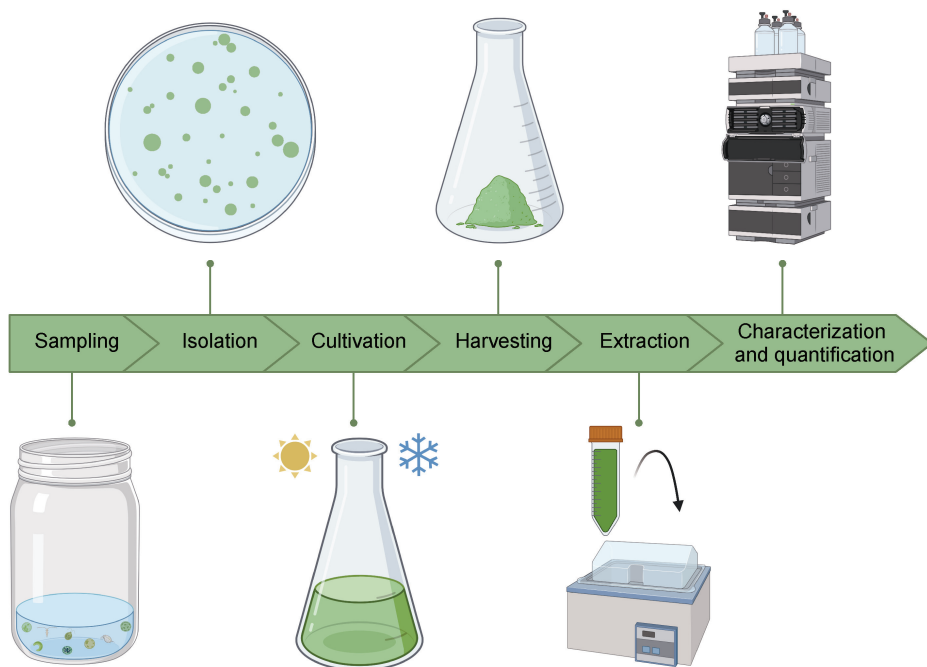 Sampling
Isolation
Cultivation
Harvesting
Extraction
Characterization
and quantification